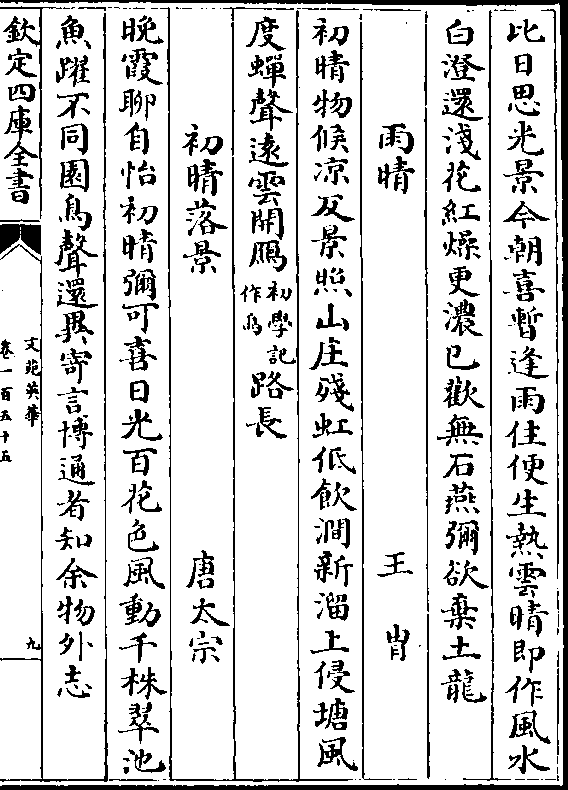 比日思光景今朝喜暫逢雨住便生熱雲晴即作風水
白澄還淺花紅燥更濃已歡無石燕彌欲棄土龍
雨晴　王胄
初晴物候凉反景照山庄殘虹低飲澗新溜上侵塘風
度蟬聲遠雲開鴈初學記作鳥路長
初晴落景　唐太宗
晚霞聊自怡初晴彌可喜日光百花色風動千株翠池
魚躍不同園鳥聲還異寄言博通者知余物外志
欽定四庫全書
文苑英華
卷一百五十五
九